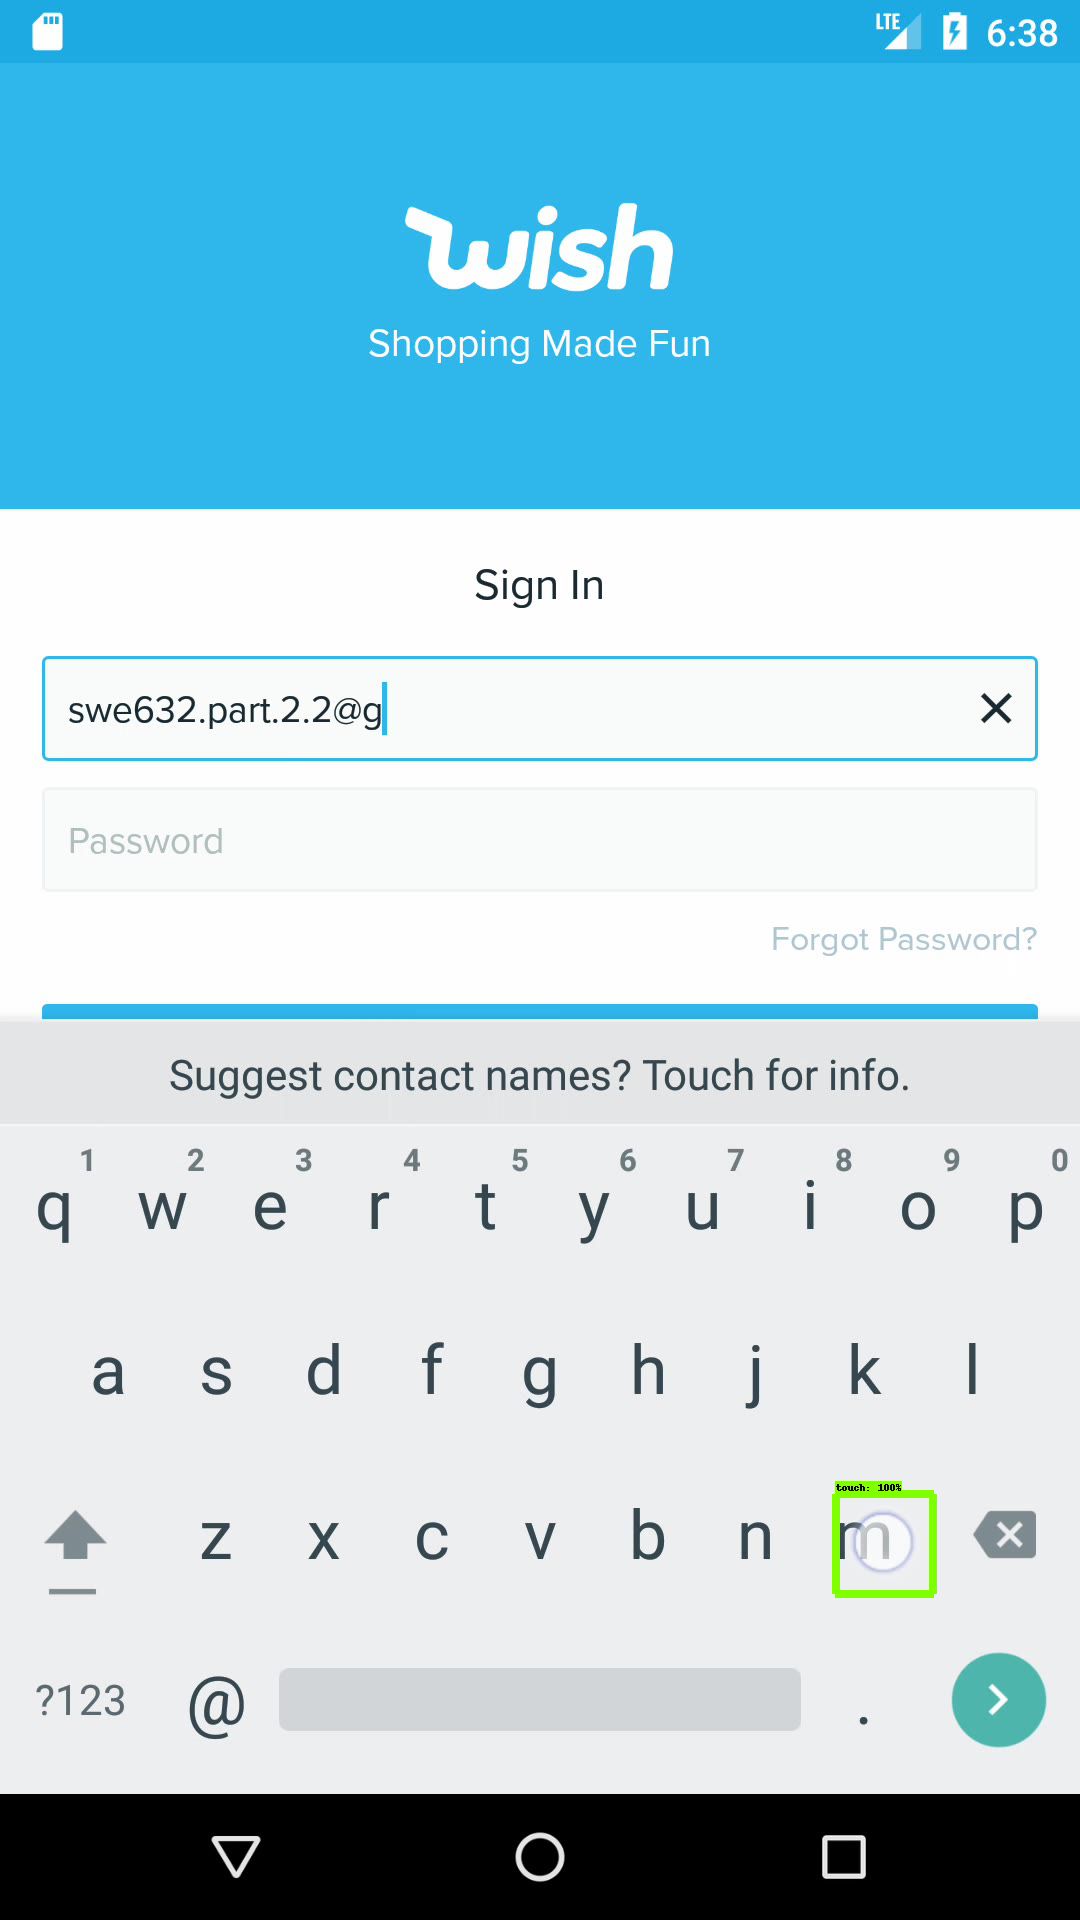 LTE 6:38
wish
Shopping Made Fun
Sign In
swe632.part.2.2@g
Password
Forgot Password?
Suggest contact names? Touch for info.
1 2 3 4 5 6 7 8 9 0
q w e r t y u i o p
a s d f g h j k l
touch: 100%
z x c v b n m
?123 @ .